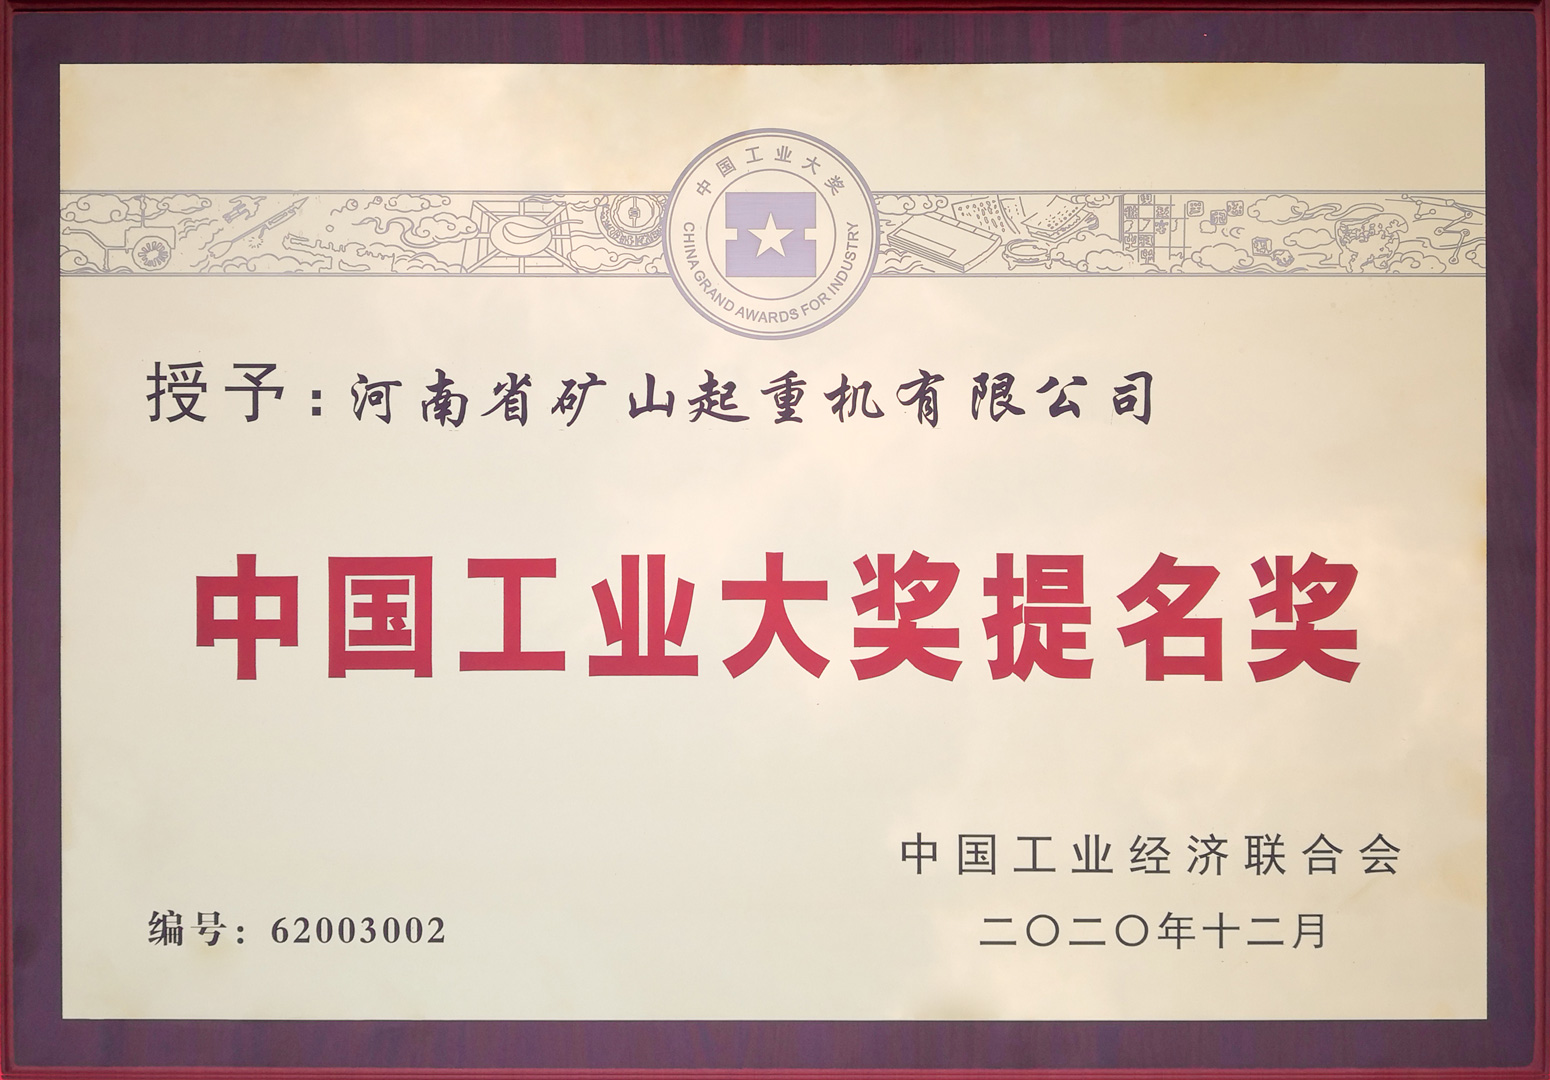 中国工业大奖
CHINA GRAND AWARDS FOR INDUSTRY
授予：河南省矿山起重机有限公司
中国工业大奖提名奖
中国工业经济联合会
编号：62003002
二〇二〇年十二月